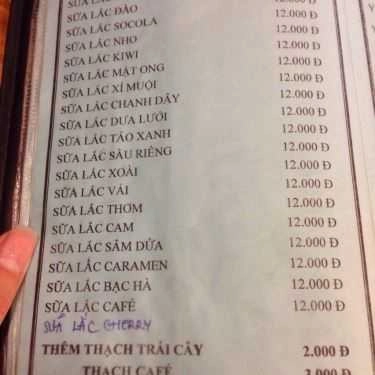 SỮA LẮC ĐÀO 12.000 Đ
SỮA LẮC SOCOLA 12.000 Đ
SỮA LẮC NHO 12.000 Đ
SỮA LẮC KIWI 12.000 Đ
SỮA LẮC MẬT ONG 12.000 Đ
SỮA LẮC XÍ MUỘI 12.000 Đ
SỮA LẮC CHANH DÂY 12.000 Đ
SỮA LẮC DƯA LƯỚI 12.000 Đ
SỮA LẮC TÁO XANH 12.000 Đ
SỮA LẮC SẦU RIÊNG 12.000 Đ
SỮA LẮC XOÀI 12.000 Đ
SỮA LẮC VẢI 12.000 Đ
SỮA LẮC THƠM 12.000 Đ
SỮA LẮC CAM 12.000 Đ
SỮA LẮC SÂM DỨA 12.000 Đ
SỮA LẮC CARAMEN 12.000 Đ
SỮA LẮC BẠC HÀ 12.000 Đ
SỮA LẮC CAFÉ 12.000 Đ
SỮA LẮC CHERRY
THÊM THẠCH TRÁI CÂY 2.000 Đ
THẠCH CAFÉ 3.000 Đ